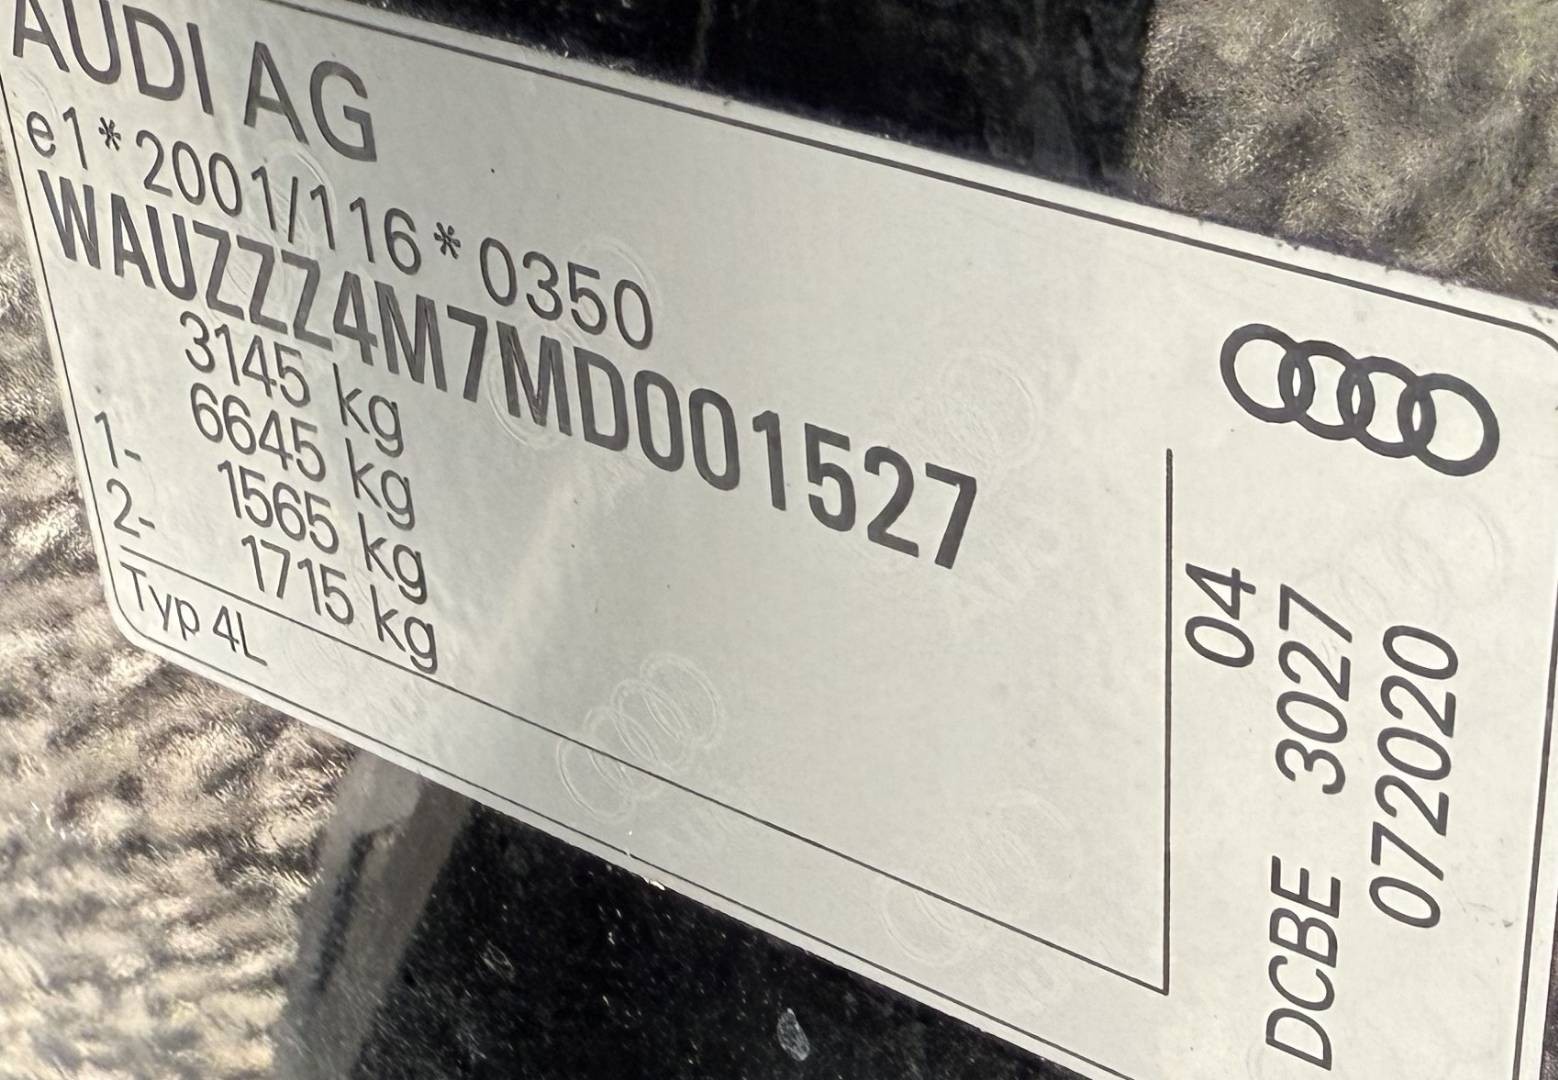 AUDI AG
e1*2001/116*0350
WAUZZZ4M7MD001527
3145 kg
6645 kg
1- 1565 kg
2- 1715 kg
Typ 4L
04
DCBE 3027
072020